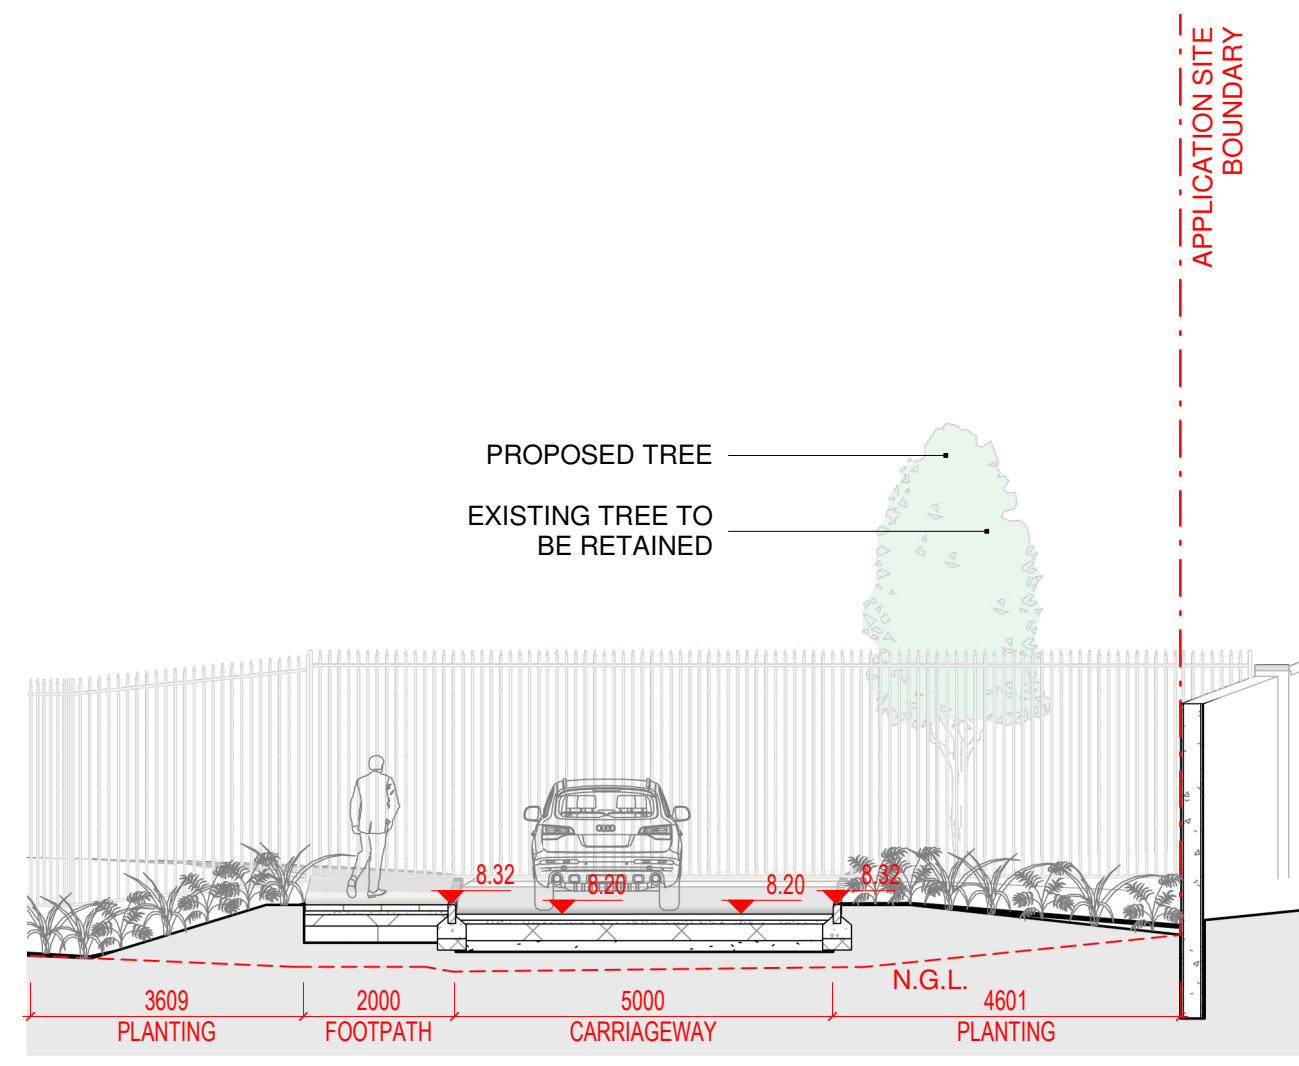 APPLICATION SITE
BOUNDARY
PROPOSED TREE
EXISTING TREE TO
BE RETAINED
8.32
8.20
8.20
8.32
N.G.L.
3609
PLANTING
2000
FOOTPATH
5000
CARRIAGEWAY
4601
PLANTING